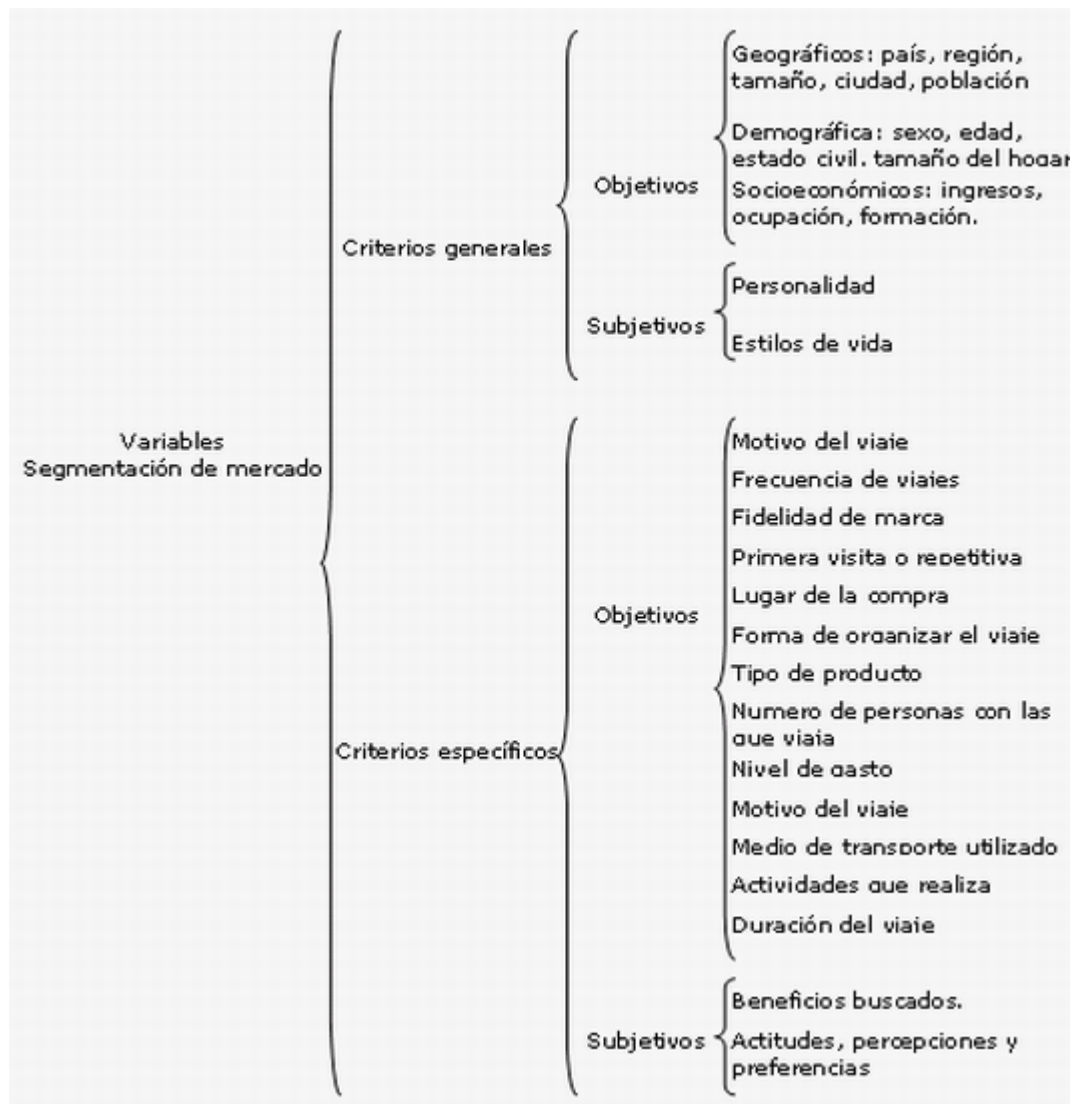 Variables
Segmentación de mercado
Criterios generales
Objetivos
Geográficos: país, región,
tamaño, ciudad, población
Demográfica: sexo, edad,
estado civil. tamaño del hogar
Socioeconómicos: ingresos,
ocupación, formación.
Subjetivos
Personalidad
Estilos de vida
Criterios específicos
Objetivos
Motivo del viaje
Frecuencia de viajes
Fidelidad de marca
Primera visita o repetitiva
Lugar de la compra
Forma de organizar el viaje
Tipo de producto
Numero de personas con las
que viaja
Nivel de gasto
Motivo del viaje
Medio de transporte utilizado
Actividades que realiza
Duración del viaje
Subjetivos
Beneficios buscados.
Actitudes, percepciones y
preferencias